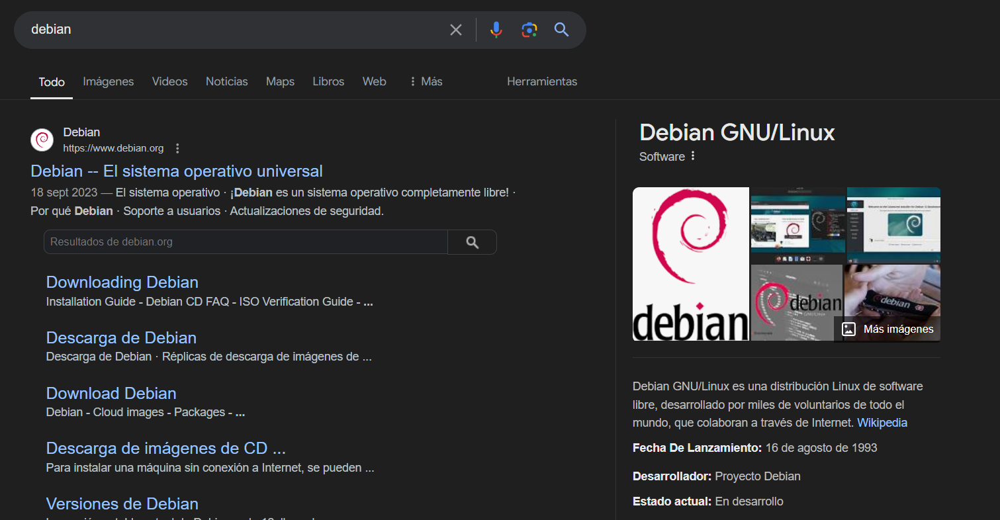 debian
Todo Imágenes Videos Noticias Maps Libros Web Más Herramientas
Debian
https://www.debian.org
Debian -- El sistema operativo universal
18 sept 2023 — El sistema operativo · ¡Debian es un sistema operativo completamente libre! ·
Por qué Debian · Soporte a usuarios · Actualizaciones de seguridad.
Resultados de debian.org
Downloading Debian
Installation Guide - Debian CD FAQ - ISO Verification Guide - ...
Descarga de Debian
Descarga de Debian · Réplicas de descarga de imágenes de ...
Download Debian
Debian - Cloud images - Packages - ...
Descarga de imágenes de CD ...
Para instalar una máquina sin conexión a Internet, se pueden ...
Versiones de Debian
Debian GNU/Linux
Software
debian
debian
GNU/Linux
debian
Más imágenes
Debian GNU/Linux es una distribución Linux de software
libre, desarrollado por miles de voluntarios de todo el
mundo, que colaboran a través de Internet. Wikipedia
Fecha De Lanzamiento: 16 de agosto de 1993
Desarrollador: Proyecto Debian
Estado actual: En desarrollo